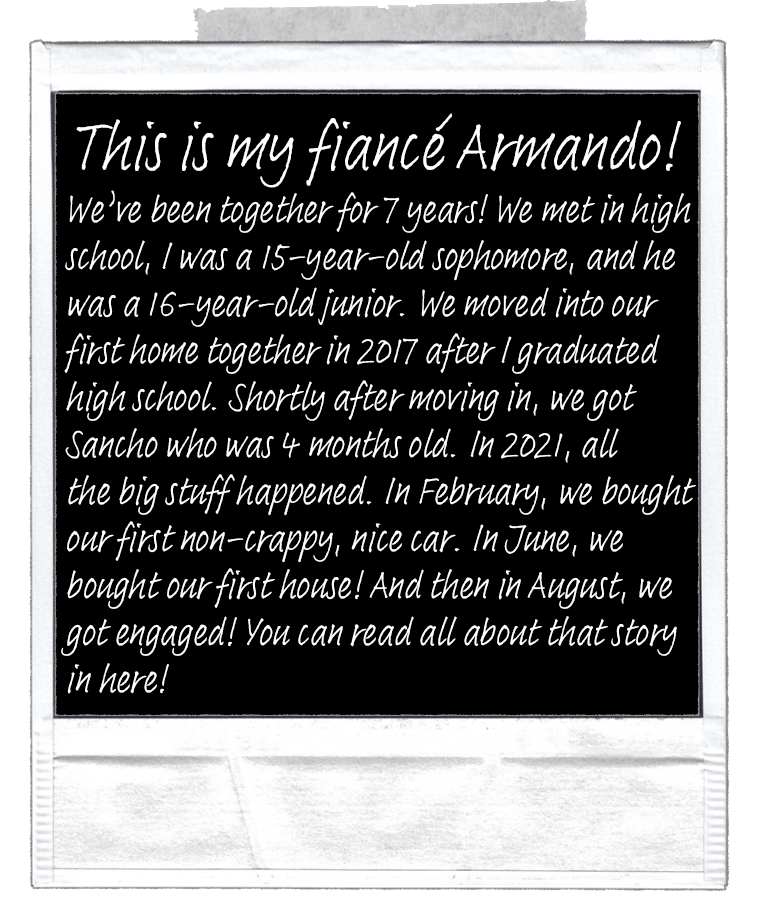 This is my fiancé Armando!
We've been together for 7 years! We met in high
school, I was a 15-year-old sophomore, and he
was a 16-year-old junior. We moved into our
first home together in 2017 after I graduated
high school. Shortly after moving in, we got
Sancho who was 4 months old. In 2021, all
the big stuff happened. In February, we bought
our first non-crappy, nice car. In June, we
bought our first house! And then in August, we
got engaged! You can read all about that story
in here!